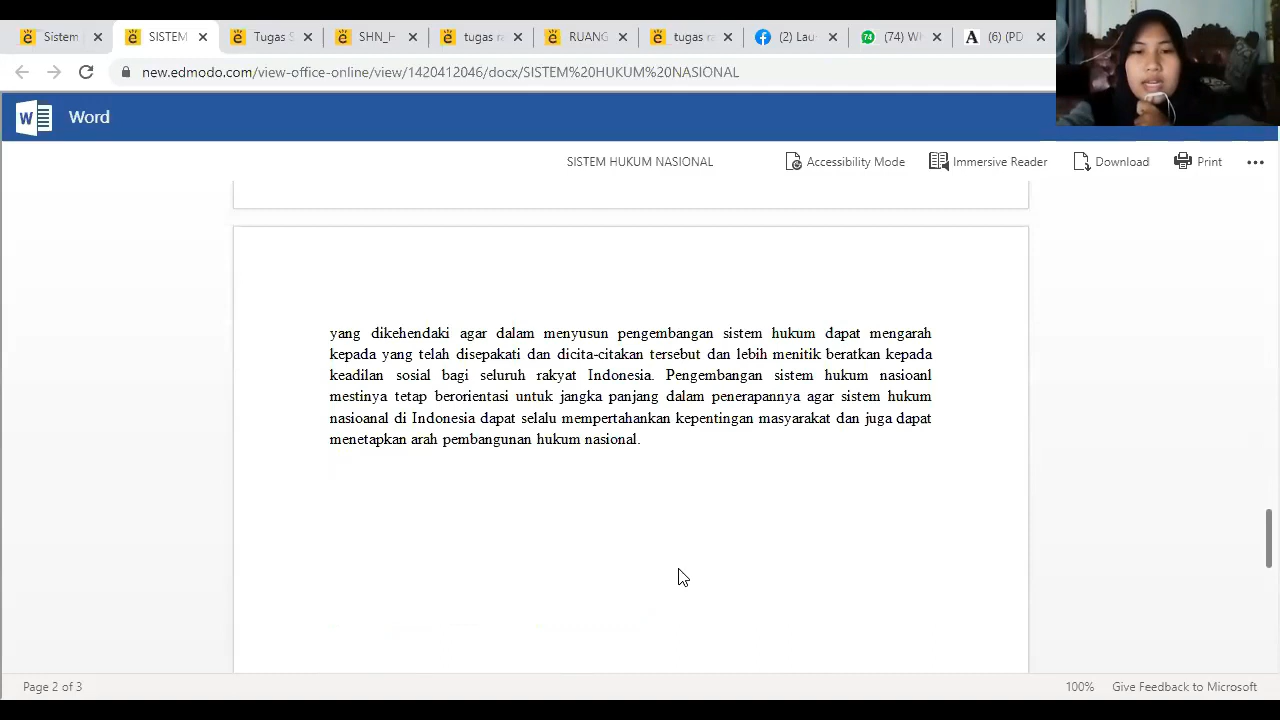 Sistem
SISTEM
Tugas S
SHN_H
tugas ra
RUANG
tugas ra
(2) Lau
74
(74) W
A
(6) (PD
new.edmodo.com/view-office-online/view/1420412046/docx/SISTEM%20HUKUM%20NASIONAL
W
Word
SISTEM HUKUM NASIONAL
Accessibility Mode
Immersive Reader
Download
Print
yang dikehendaki agar dalam menyusun pengembangan sistem hukum dapat mengarah
kepada yang telah disepakati dan dicita-citakan tersebut dan lebih menitik beratkan kepada
keadilan sosial bagi seluruh rakyat Indonesia. Pengembangan sistem hukum nasioanl
mestinya tetap berorientasi untuk jangka panjang dalam penerapannya agar sistem hukum
nasioanal di Indonesia dapat selalu mempertahankan kepentingan masyarakat dan juga dapat
menetapkan arah pembangunan hukum nasional.
Page 2 of 3
100%
Give Feedback to Microsoft